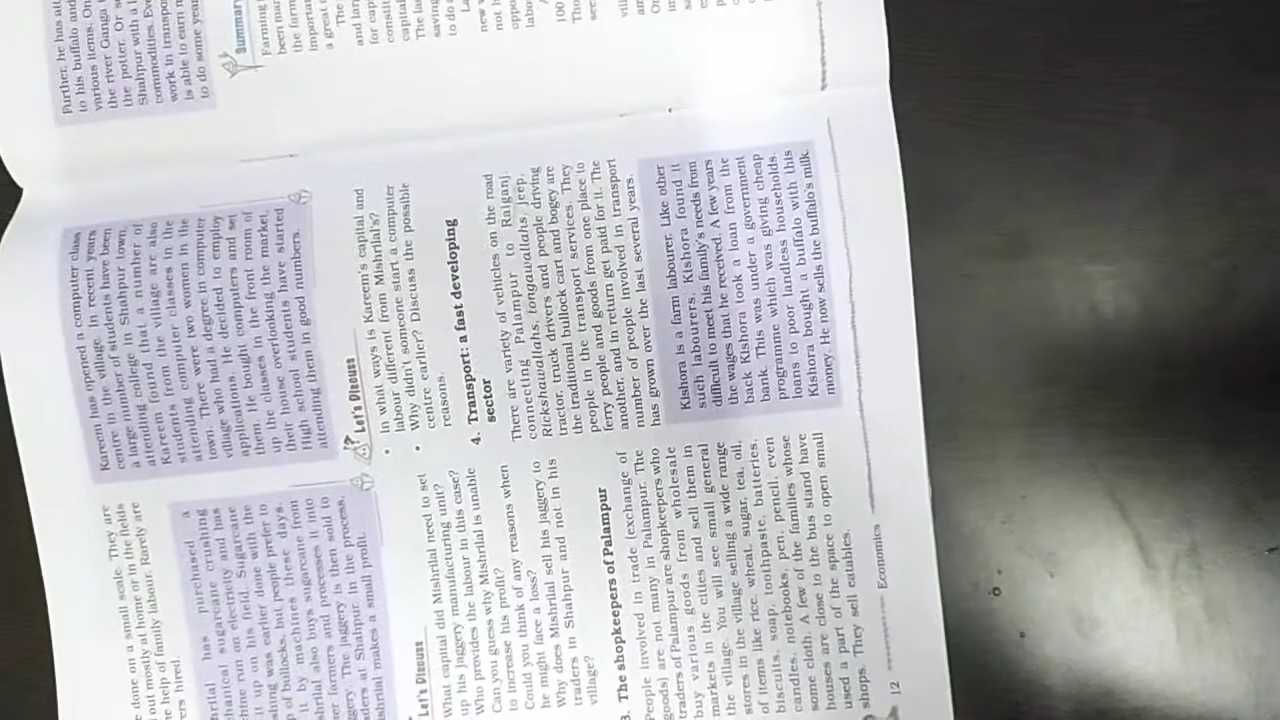 e done on a small scale. They are
out mostly at home or in the fields
e help of family labour. Rarely are
ers hired.
has purchased a
sugarcane crushing
run on electricity and has
it up on his field. Sugarcane
was earlier done with the
of bullocks, but people prefer to
it by machines these days.
also buys sugarcane from
farmers and processes it into
The jaggery is then sold to
at Shahpur. In the process,
makes a small profit.
Let's Discuss
What capital did Mishrilal need to set
up his jaggery manufacturing unit?
Who provides the labour in this case?
Can you guess why Mishrilal is unable
to increase his profit?
Could you think of any reasons when
he might face a loss?
Why does Mishrilal sell his jaggery to
traders in Shahpur and not in his
village?
3. The shopkeepers of Palampur
People involved in trade (exchange of
goods) are not many in Palampur. The
traders of Palampur are shopkeepers who
buy various goods from wholesale
markets in the cities and sell them in
the village. You will see small general
stores in the village selling a wide range
of items like rice, wheat, sugar, tea, oil,
biscuits, soap, toothpaste, batteries,
candles, notebooks, pen, pencil, even
some cloth. A few of the families whose
houses are close to the bus stand have
used a part of the space to open small
shops. They sell eatables.
12
Economics
Kareem has opened a computer class
centre in the village. In recent years
a large number of students have been
attending college in Shahpur town.
Kareem found that a number of
students from the village are also
attending computer classes in the
town. There were two women in the
village who had a degree in computer
applications. He decided to employ
them. He bought computers and set
up the classes in the front room of
their house overlooking the market.
High school students have started
attending them in good numbers.
Let's Discuss
• In what ways is Kareem's capital and
labour different from Mishrilal's?
• Why didn't someone start a computer
centre earlier? Discuss the possible
reasons.
4. Transport: a fast developing
sector
There are variety of vehicles on the road
connecting Palampur to Raiganj.
Rickshawallahs, tongawallahs, jeep,
tractor, truck drivers and people driving
the traditional bullock cart and bogey are
people in the transport services. They
ferry people and goods from one place to
another, and in return get paid for it. The
number of people involved in transport
has grown over the last several years.
Kishora is a farm labourer. Like other
such labourers, Kishora found it
difficult to meet his family's needs from
the wages that he received. A few years
back Kishora took a loan from the
bank. This was under a government
programme which was giving cheap
loans to poor landless households.
Kishora bought a buffalo with this
money. He now sells the buffalo's milk.
Further, he has
to his buffalo and
various items. On
the river Ganga
the potter. Or
Shahpur with a
commodities.
work in
is able to earn
to do some
Summary
Farming
been
the
important
a great
The
and
for